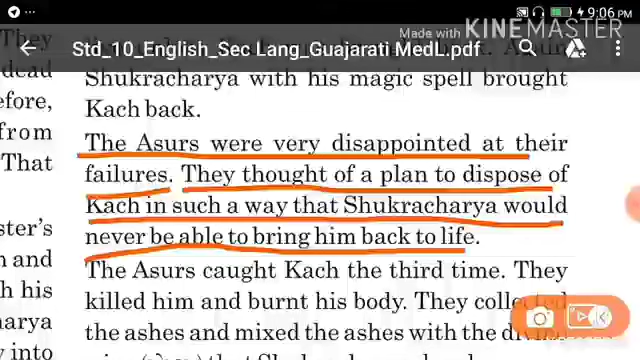 9:06 PM
Made with KINEMASTER
Std_10_English_Sec Lang_Guajarati MedL.pdf
They
dead
efore,
from
That
ster's
n and
h his
arya
y into
Shukracharya with his magic spell brought
Kach back.
The Asurs were very disappointed at their
failures. They thought of a plan to dispose of
Kach in such a way that Shukracharya would
never be able to bring him back to life.
The Asurs caught Kach the third time. They
killed him and burnt his body. They collected
the ashes and mixed the ashes with the divin